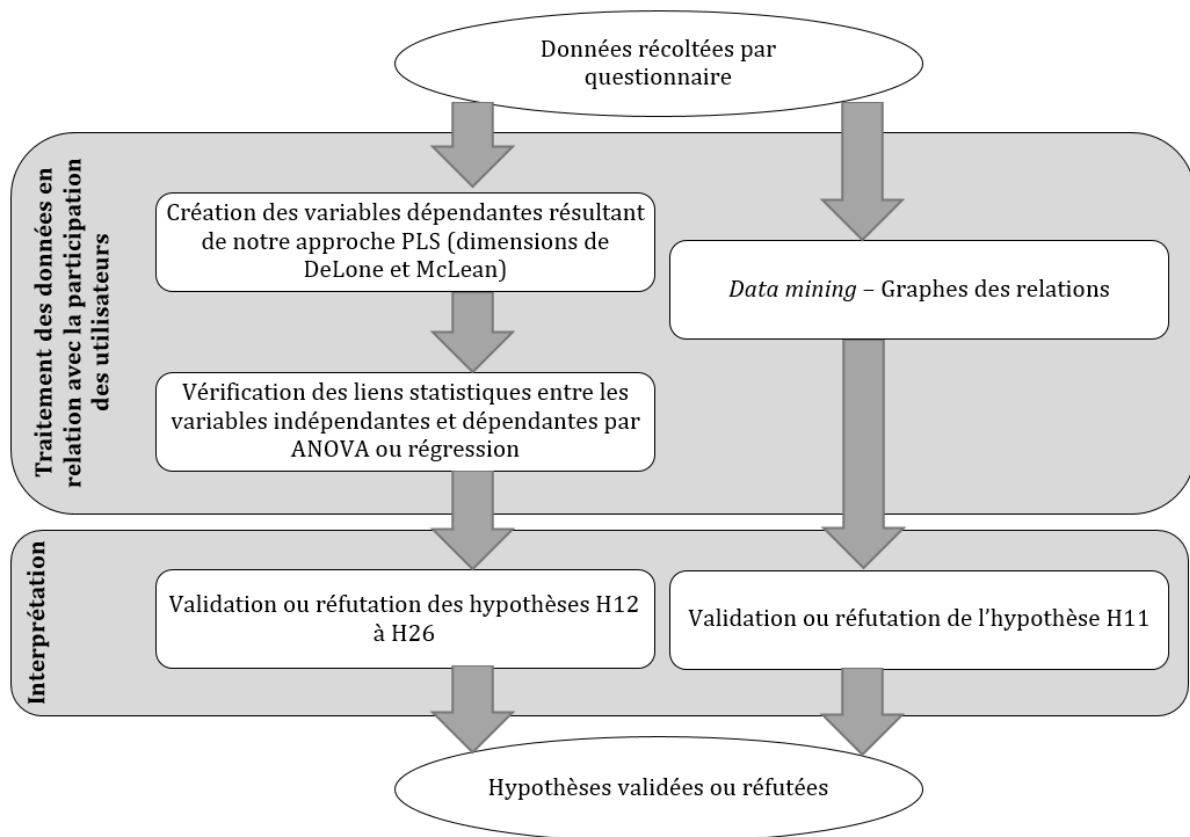 Données récoltées par
questionnaire
Traitement des données en
relation avec la participation
des utilisateurs
Création des variables dépendantes résultant
de notre approche PLS (dimensions de
DeLone et McLean)
Data mining – Graphes des relations
Vérification des liens statistiques entre les
variables indépendantes et dépendantes par
ANOVA ou régression
Interprétation
Validation ou réfutation des hypothèses H12
à H26
Validation ou réfutation de l’hypothèse H11
Hypothèses validées ou réfutées